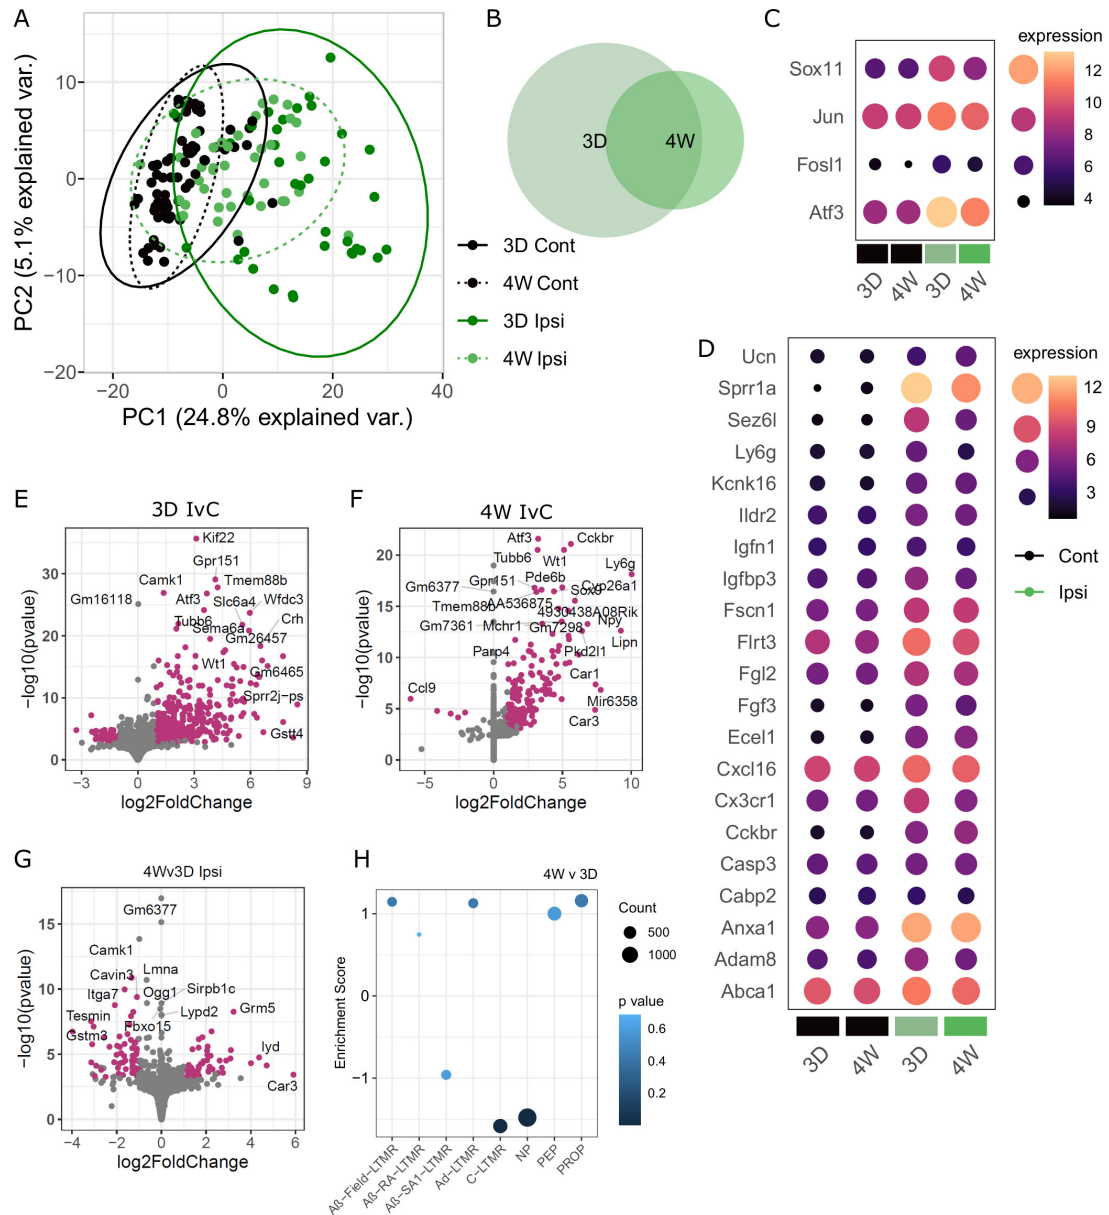 A
PC2 (5.1% explained var.)
10
0
−10
−20
−20
0
20
40
PC1 (24.8% explained var.)
3D Cont
4W Cont
3D Ipsi
4W Ipsi
B
3D
4W
C
Sox11
Jun
Fosl1
Atf3
3D
4W
3D
4W
expression
12
10
8
6
4
D
Ucn
Sprr1a
Sez6l
Ly6g
Kcnk16
Ildr2
Igfn1
Igfbp3
Fscn1
Flrt3
Fgl2
Fgf3
Ecel1
Cxcl16
Cx3cr1
Cckbr
Casp3
Cabp2
Anxa1
Adam8
Abca1
3D
4W
3D
4W
expression
12
9
6
3
Cont
Ipsi
E
3D IvC
−log10(pvalue)
30
20
10
0
Kif22
Gpr151
Camk1
Tmem88b
Gm16118
Atf3
Slc6a4
Wfdc3
Tubb6
Sema6a
Crh
Gm26457
Wt1
Gm6465
Sprr2j−ps
Gstt4
−3
0
3
6
9
log2FoldChange
F
4W IvC
−log10(pvalue)
20
15
10
5
0
Atf3
Cckbr
Tubb6
Wt1
Ly6g
Gm6377
Gpr151
Pde6b
Cyp26a1
Sox9
Tmem88b
AA536875
4930438A08Rik
Gm7361
Mchr1
Gm7298
Npy
Lipn
Parp4
Pkd2l1
Car1
Ccl9
Mir6358
Car3
−5
0
5
10
log2FoldChange
G
4Wv3D Ipsi
−log10(pvalue)
15
10
5
0
Gm6377
Camk1
Cavin3
Lmna
Itga7
Ogg1
Sirpb1c
Tesmin
Fbxo15
Lypd2
Grm5
Gstm3
Iyd
Car3
−4
−2
0
2
4
6
log2FoldChange
H
4W v 3D
Enrichment Score
1
0
−1
Aß−Field−LTMR
Aß−RA−LTMR
Aß−SA1−LTMR
Ad−LTMR
C−LTMR
NP
PEP
PROP
Count
500
1000
p value
0.6
0.4
0.2